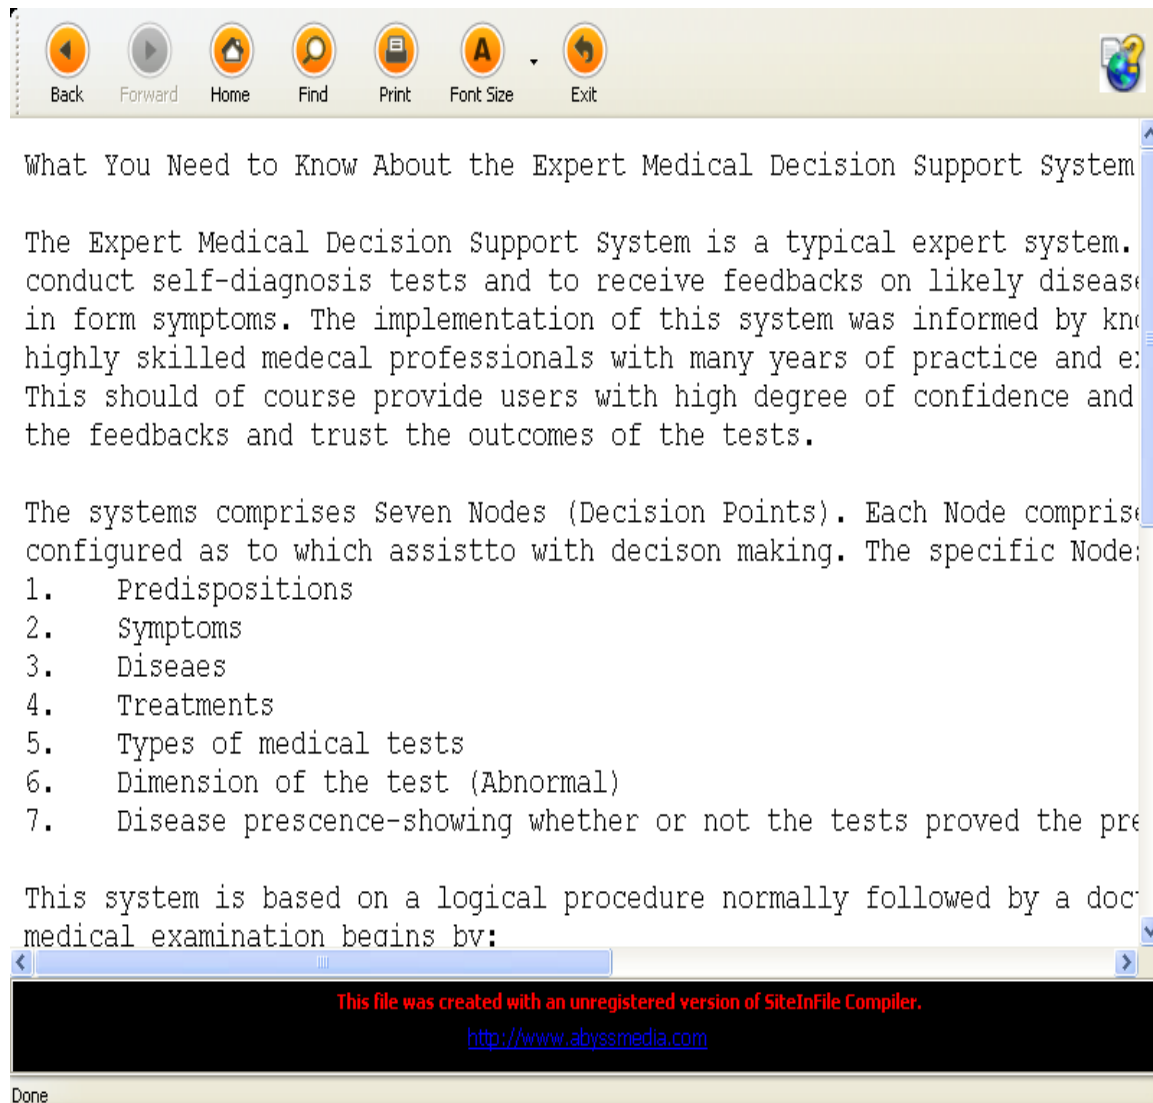 Back Forward Home Find Print Font Size Exit
What You Need to Know About the Expert Medical Decision Support System
The Expert Medical Decision Support System is a typical expert system.
conduct self-diagnosis tests and to receive feedbacks on likely
in form symptoms. The implementation of this system was informed by
highly skilled medecal professionals with many years of practice and
This should of course provide users with high degree of confidence and
the feedbacks and trust the outcomes of the tests.
The systems comprises Seven Nodes (Decision Points). Each Node
configured as to which assistto with decison making. The specific
1. Predispositions
2. Symptoms
3. Diseaes
4. Treatments
5. Types of medical tests
6. Dimension of the test (Abnormal)
7. Disease prescence-showing whether or not the tests proved the
This system is based on a logical procedure normally followed by a
medical examination begins by:
This file was created with an unregistered version of SiteInFile Compiler.
http://www.abyssmedia.com
Done